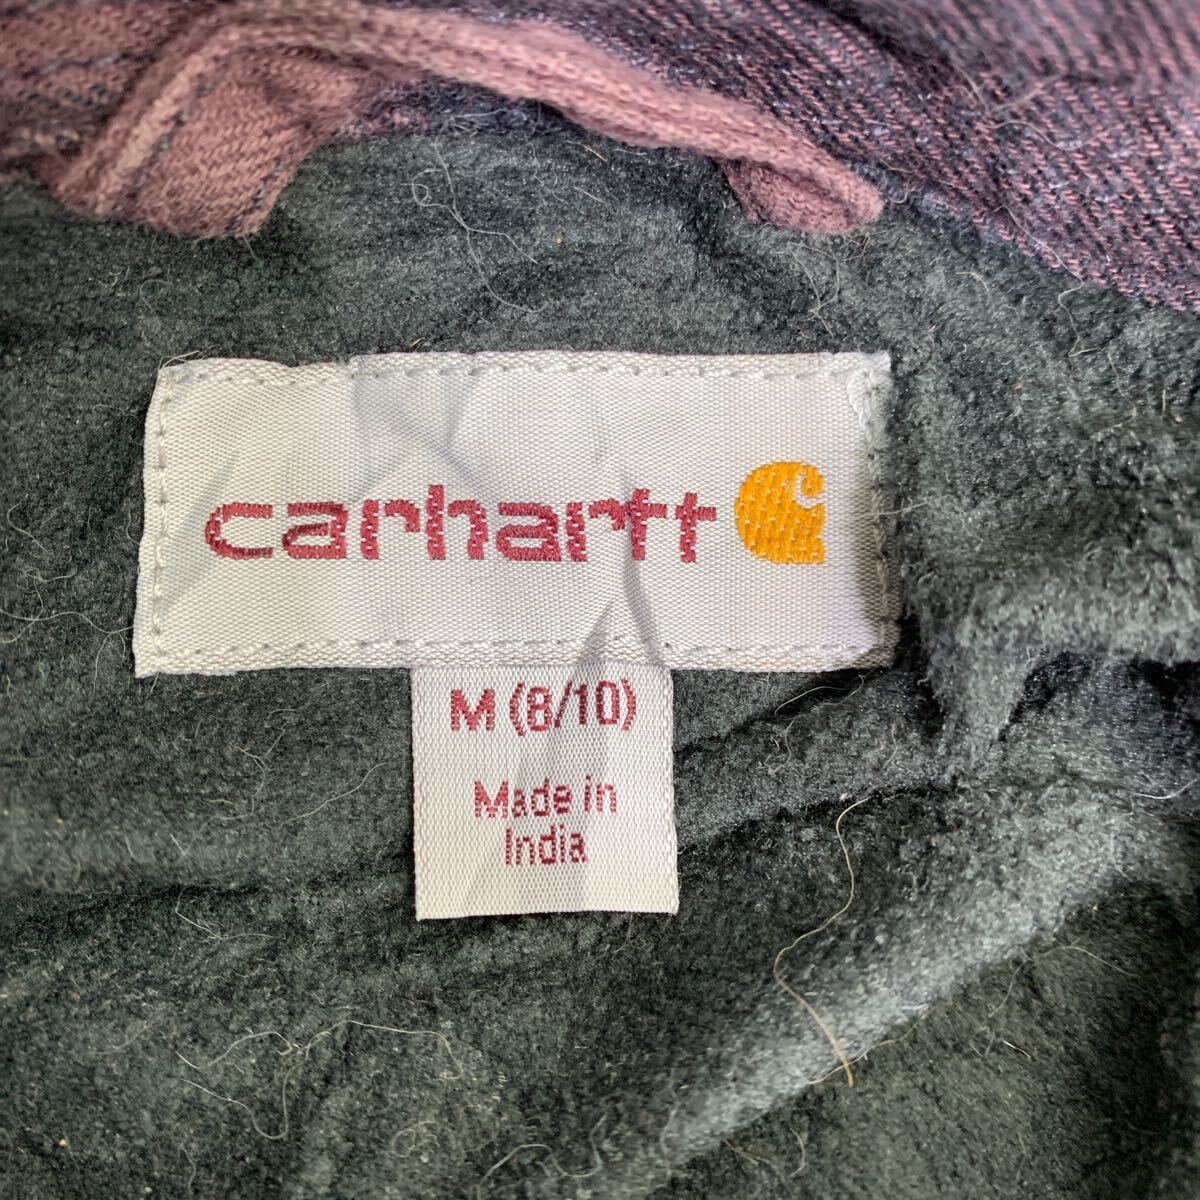 carhartt
M (8/10)
Made in
India